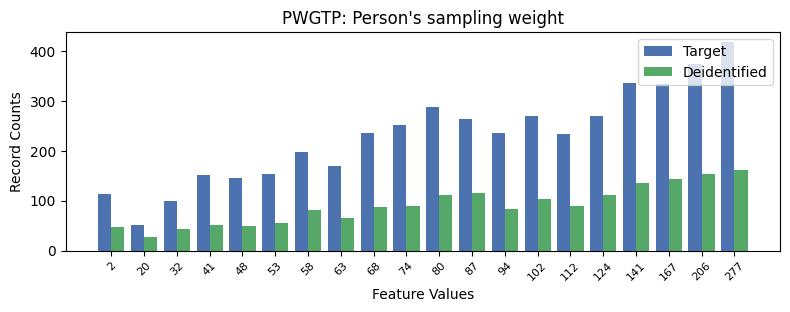 PWGTP: Person's sampling weight
Record Counts
400
300
200
100
0
Target
Deidentified
2 20 32 41 48 53 58 63 68 74 80 87 94 102 112 124 141 167 206 277
Feature Values